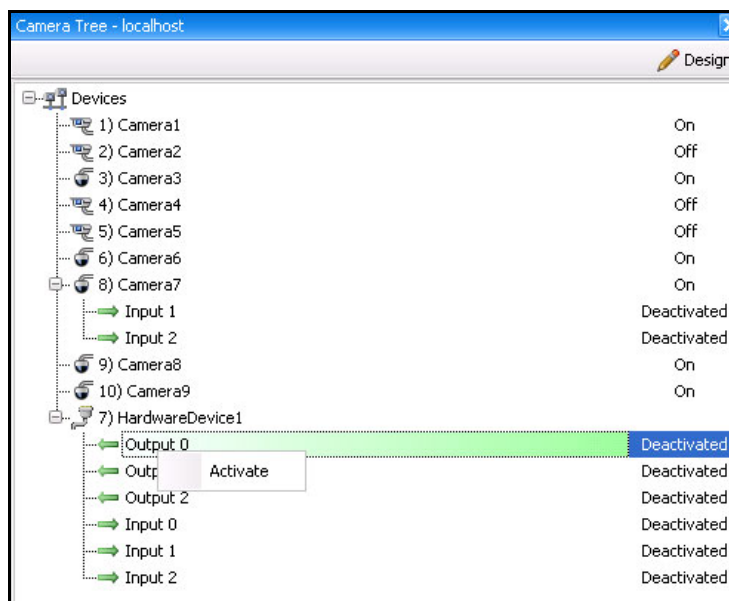 Camera Tree - localhost
Design
Devices
1) Camera1 On
2) Camera2 Off
3) Camera3 On
4) Camera4 Off
5) Camera5 Off
6) Camera6 On
8) Camera7 On
Input 1 Deactivated
Input 2 Deactivated
9) Camera8 On
10) Camera9 On
7) HardwareDevice1
Output 0 Deactivated
Outp Activate Deactivated
Output 2 Deactivated
Input 0 Deactivated
Input 1 Deactivated
Input 2 Deactivated